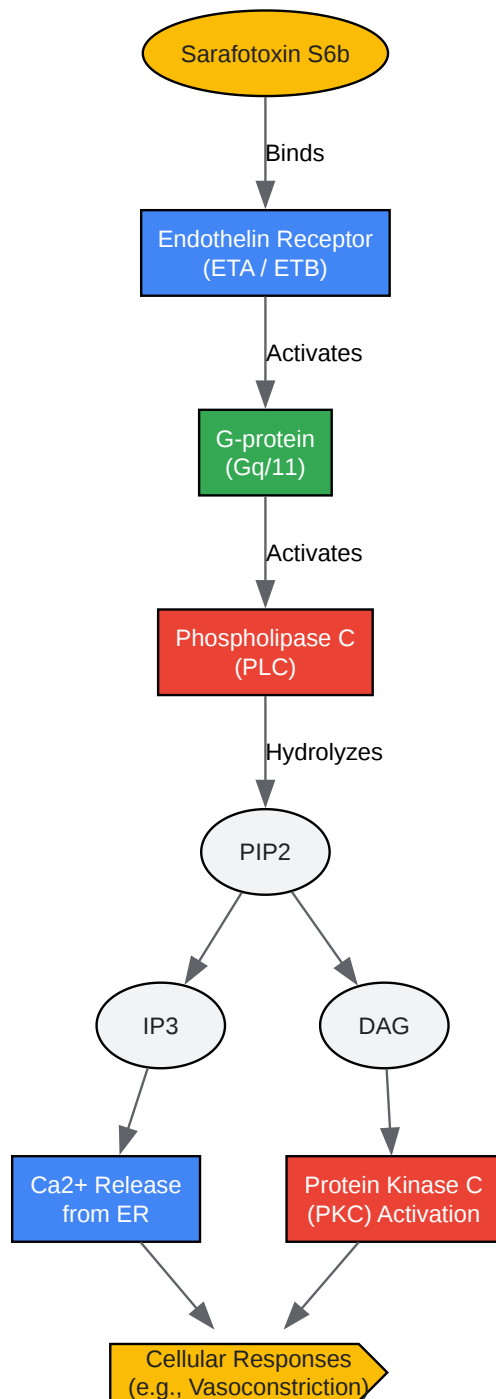 Sarafotoxin S6b
Binds
Endothelin Receptor
(ETA / ETB)
Activates
G-protein
(Gq/11)
Activates
Phospholipase C
(PLC)
Hydrolyzes
PIP2
IP3
DAG
Ca2+ Release
from ER
Protein Kinase C
(PKC) Activation
Cellular Responses
(e.g., Vasoconstriction)